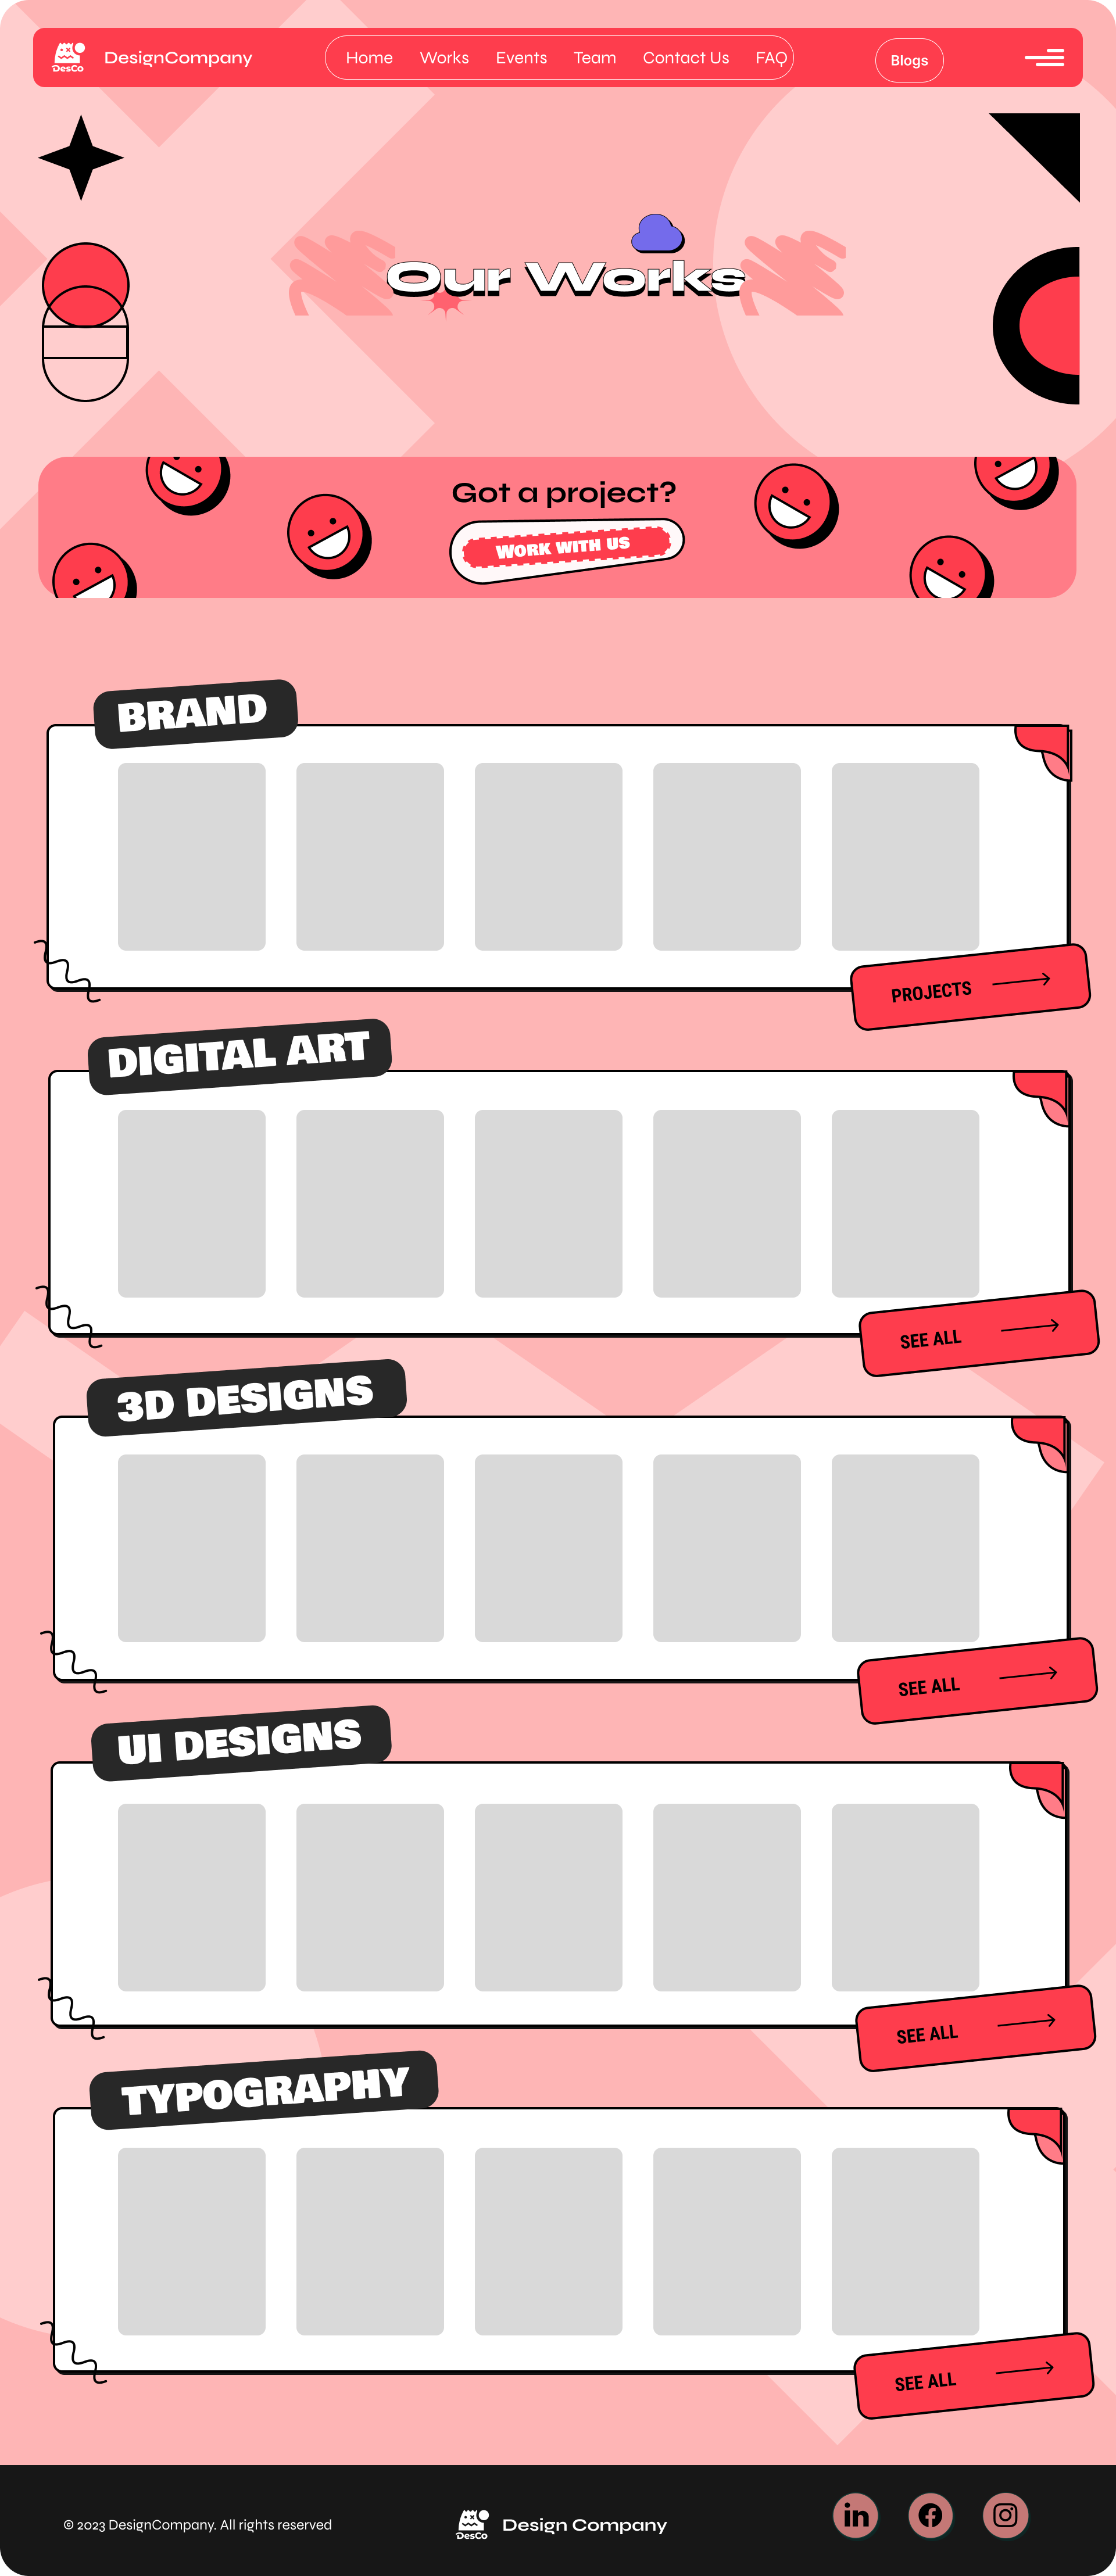 DesCo
DesignCompany
Home Works Events Team Contact Us FAQ
Blogs
Our Works
Got a project?
WORK WITH US
BRAND
PROJECTS
DIGITAL ART
SEE ALL
3D DESIGNS
SEE ALL
UI DESIGNS
SEE ALL
TYPOGRAPHY
SEE ALL
© 2023 DesignCompany. All rights reserved
DesCo
Design Company
in
f